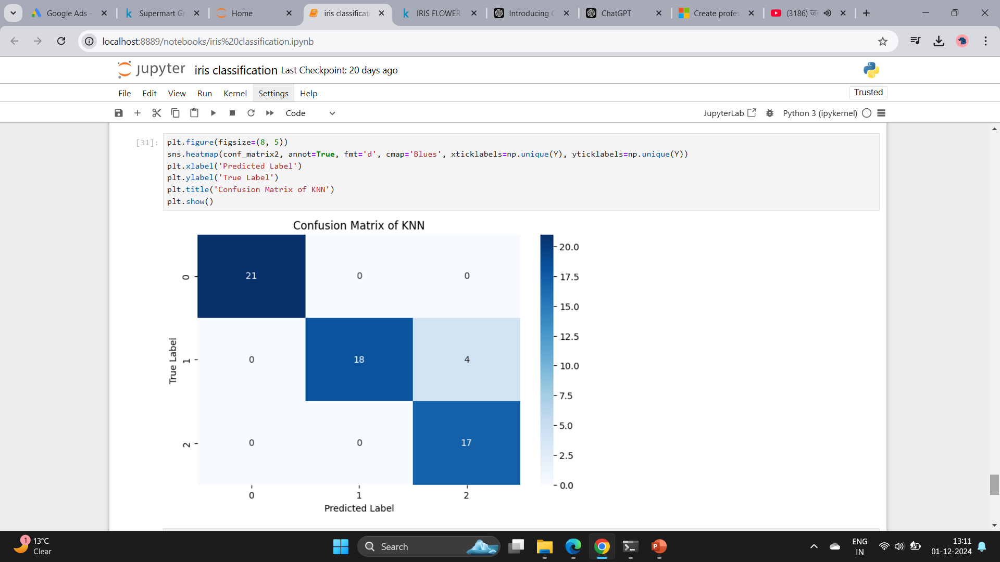 Google Ads -
Supermart Gr
Home
iris classificati
IRIS FLOWER
Introducing C
ChatGPT
Create profes
(3186)
localhost:8889/notebooks/iris%20classification.ipynb
jupyter iris classification Last Checkpoint: 20 days ago
File Edit View Run Kernel Settings Help
Trusted
Code
JupyterLab
Python 3 (ipykernel)
[31]:
plt.figure(figsize=(8, 5))
sns.heatmap(conf_matrix2, annot=True, fmt='d', cmap='Blues', xticklabels=np.unique(Y), yticklabels=np.unique(Y))
plt.xlabel('Predicted Label')
plt.ylabel('True Label')
plt.title('Confusion Matrix of KNN')
plt.show()
Confusion Matrix of KNN
True Label
0
21 0 0
1
0 18 4
2
0 0 17
0 1 2
Predicted Label
20.0
17.5
15.0
12.5
10.0
7.5
5.0
2.5
0.0
1
13°C
Clear
Search
P
ENG
IN
13:11
01-12-2024